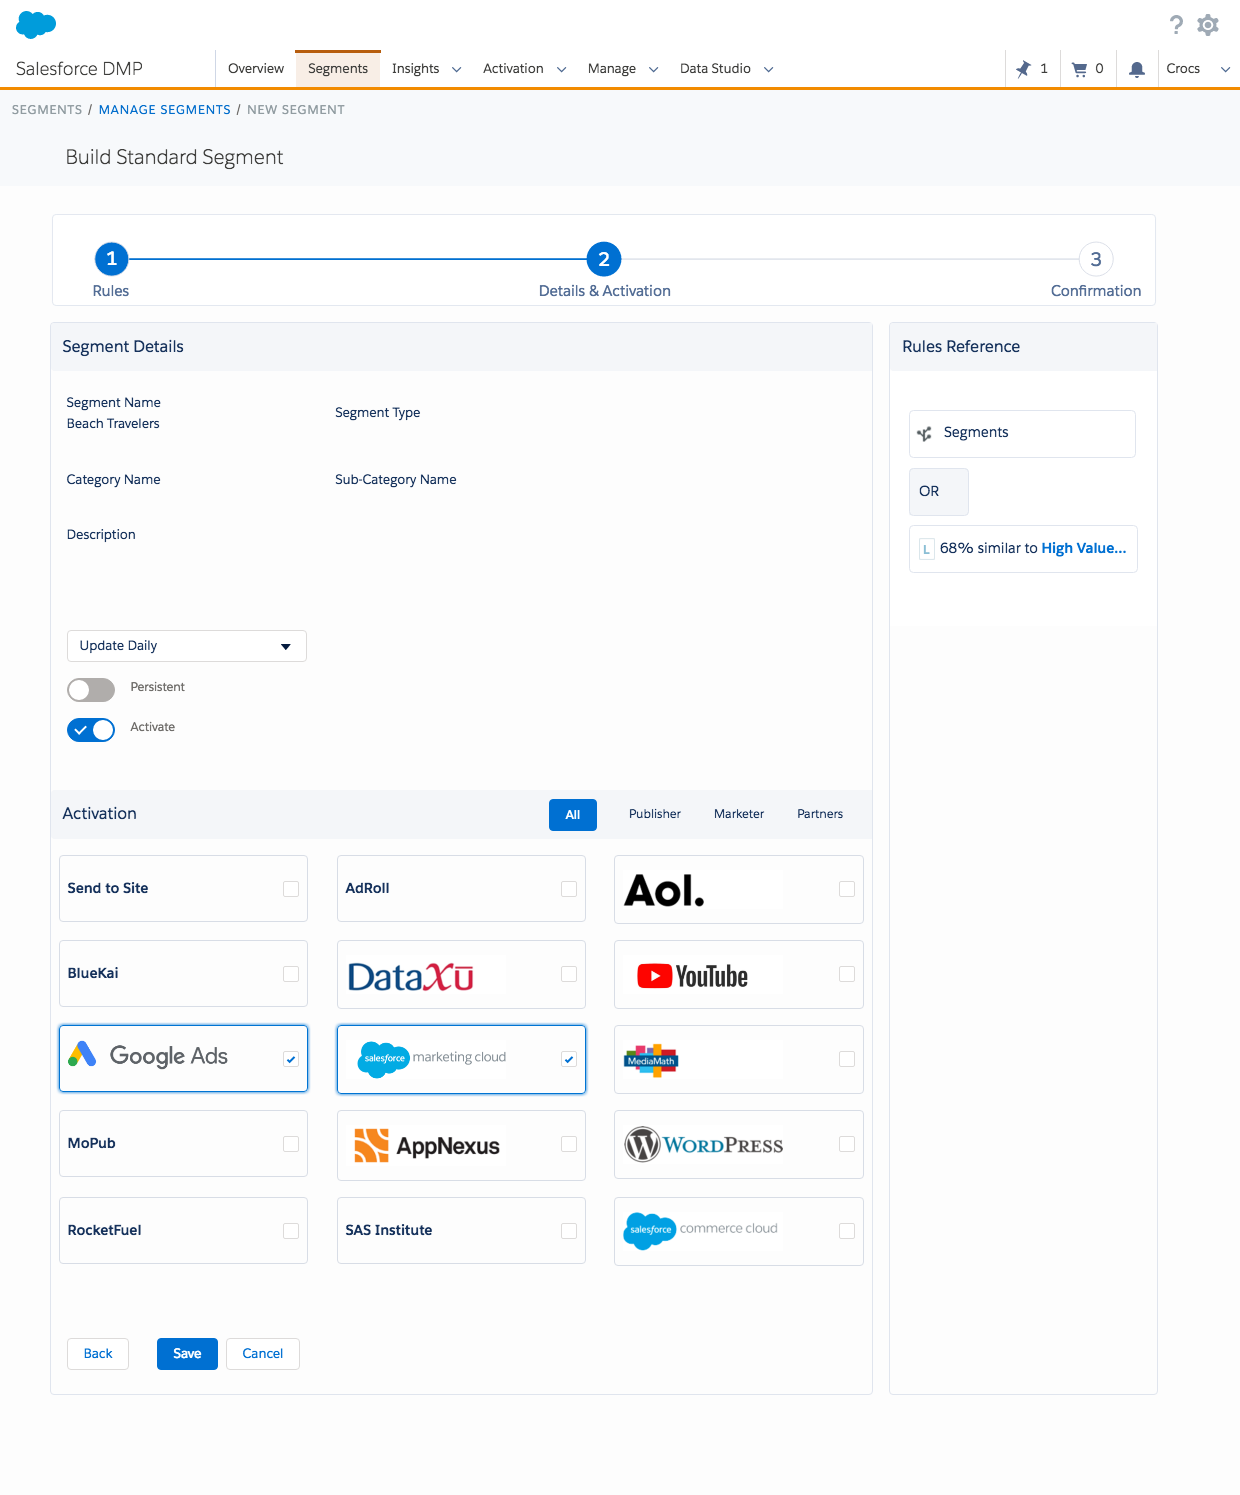 Salesforce DMP
Overview Segments Insights Activation Manage Data Studio 1 0 Crocs
SEGMENTS / MANAGE SEGMENTS / NEW SEGMENT
Build Standard Segment
1 2 3
Rules Details & Activation Confirmation
Segment Details
Segment Name
Beach Travelers
Segment Type
Category Name Sub-Category Name
Description
Update Daily
Persistent
Activate
Rules Reference
Segments
OR
L 68% similar to High Value...
Activation All Publisher Marketer Partners
Send to Site AdRoll Aol.
BlueKai DataXū YouTube
Google Ads salesforce marketing cloud MediaMath
MoPub AppNexus WORDPRESS
RocketFuel SAS Institute salesforce commerce cloud
Back Save Cancel